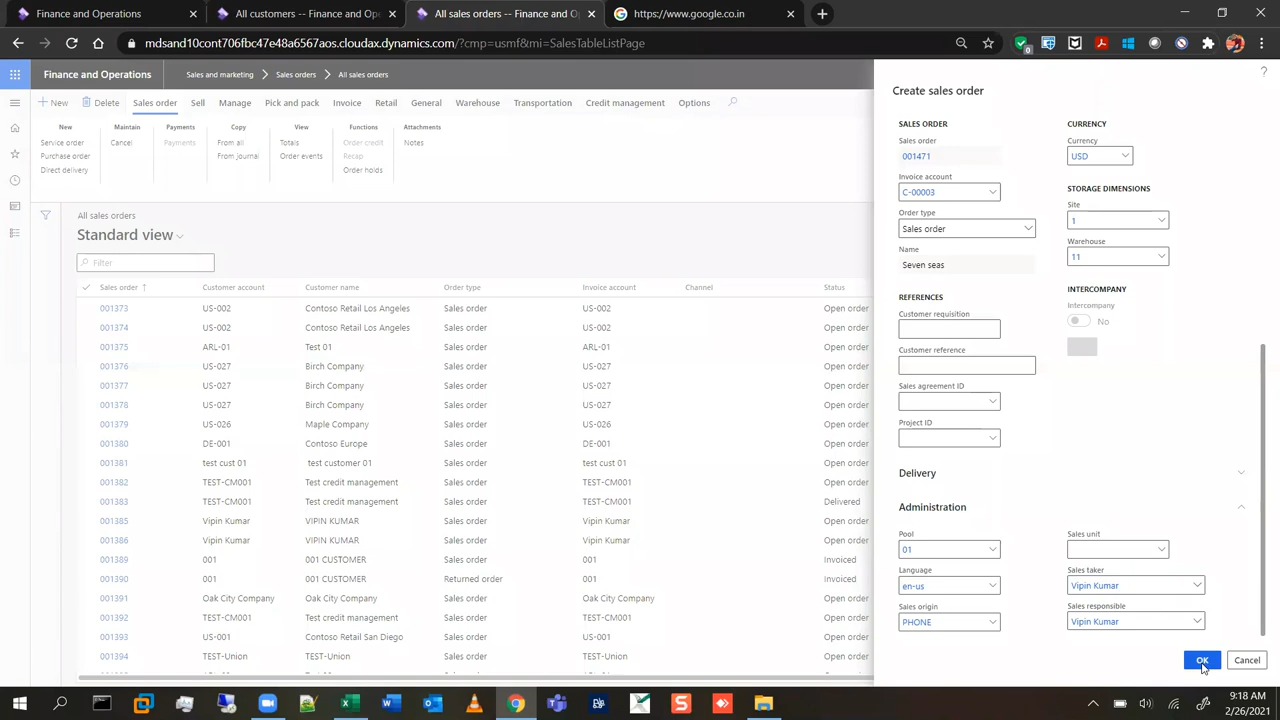 Finance and Operations
All customers -- Finance and Ope
All sales orders -- Finance and Op
https://www.google.co.in
mdsand10cont706fbc47e48a6567aos.cloudax.dynamics.com/?cmp=usmf&mi=SalesTableListPage
Finance and Operations
Sales and marketing > Sales orders > All sales orders
New Delete Sales order Sell Manage Pick and pack Invoice Retail General Warehouse Transportation Credit management Options
New Maintain Payments Copy View Functions Attachments
Service order Cancel Payments From all Totals Order credit Notes
Purchase order From journal Order events Recap
Direct delivery Order holds
All sales orders
Standard view
Filter
Sales order ↑ Customer account Customer name Order type Invoice account Channel Status
001373 US-002 Contoso Retail Los Angeles Sales order US-002 Open order
001374 US-002 Contoso Retail Los Angeles Sales order US-002 Open order
001375 ARL-01 Test 01 Sales order ARL-01 Open order
001376 US-027 Birch Company Sales order US-027 Open order
001377 US-027 Birch Company Sales order US-027 Open order
001378 US-027 Birch Company Sales order US-027 Open order
001379 US-026 Maple Company Sales order US-026 Open order
001380 DE-001 Contoso Europe Sales order DE-001 Open order
001381 test cust 01 test customer 01 Sales order test cust 01 Open order
001382 TEST-CM001 Test credit management Sales order TEST-CM001 Open order
001383 TEST-CM001 Test credit management Sales order TEST-CM001 Delivered
001385 Vipin Kumar VIPIN KUMAR Sales order Vipin Kumar Open order
001386 Vipin Kumar VIPIN KUMAR Sales order Vipin Kumar Open order
001389 001 001 CUSTOMER Sales order 001 Invoiced
001390 001 001 CUSTOMER Returned order 001 Invoiced
001391 Oak City Company Oak City Company Sales order Oak City Company Open order
001392 TEST-CM001 Test credit management Sales order TEST-CM001 Open order
001393 US-001 Contoso Retail San Diego Sales order US-001 Open order
001394 TEST-Union TEST-Union Sales order TEST-Union Open order
?
Create sales order
SALES ORDER
Sales order
001471
Invoice account
C-00003
Order type
Sales order
Name
Seven seas
REFERENCES
Customer requisition
Customer reference
Sales agreement ID
Project ID
CURRENCY
Currency
USD
STORAGE DIMENSIONS
Site
1
Warehouse
11
INTERCOMPANY
Intercompany
No
Delivery
Administration
Pool
01
Language
en-us
Sales origin
PHONE
Sales unit
Sales taker
Vipin Kumar
Sales responsible
Vipin Kumar
OK Cancel
9:18 AM
2/26/2021